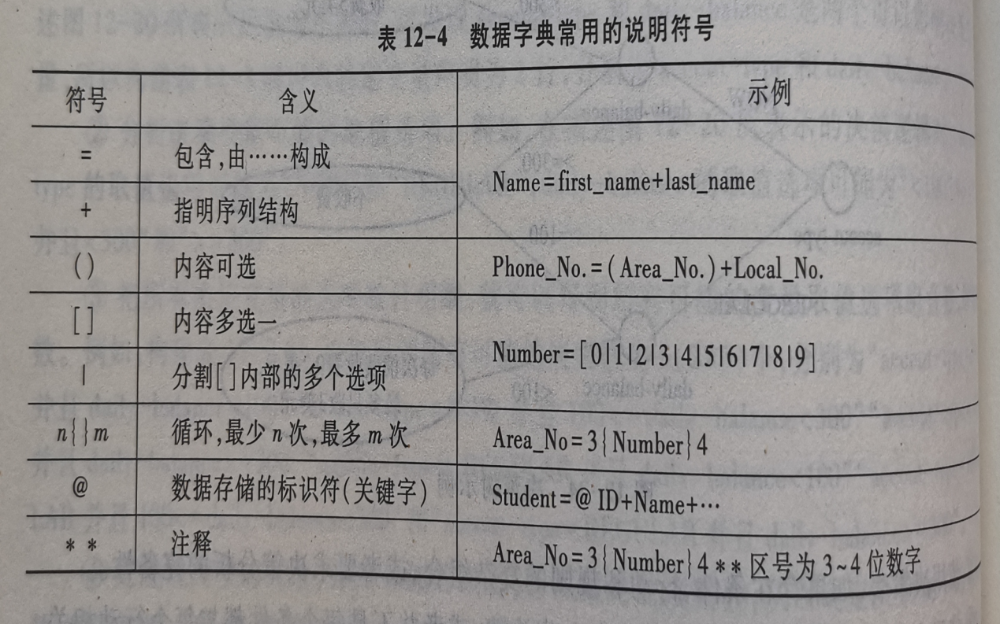 表 12-4 数据字典常用的说明符号
符号 含义 示例
= 包含,由……构成
Name=first_name+last_name
+ 指明序列结构
() 内容可选 Phone_No.=(Area_No.)+Local_No.
[] 内容多选一
Number=[0|1|2|3|4|5|6|7|8|9]
| 分割[]内部的多个选项
n{}m 循环,最少 n 次,最多 m 次 Area_No=3{Number}4
@ 数据存储的标识符(关键字) Student=@ID+Name+…
** 注释 Area_No=3{Number}4 ** 区号为 3~4 位数字